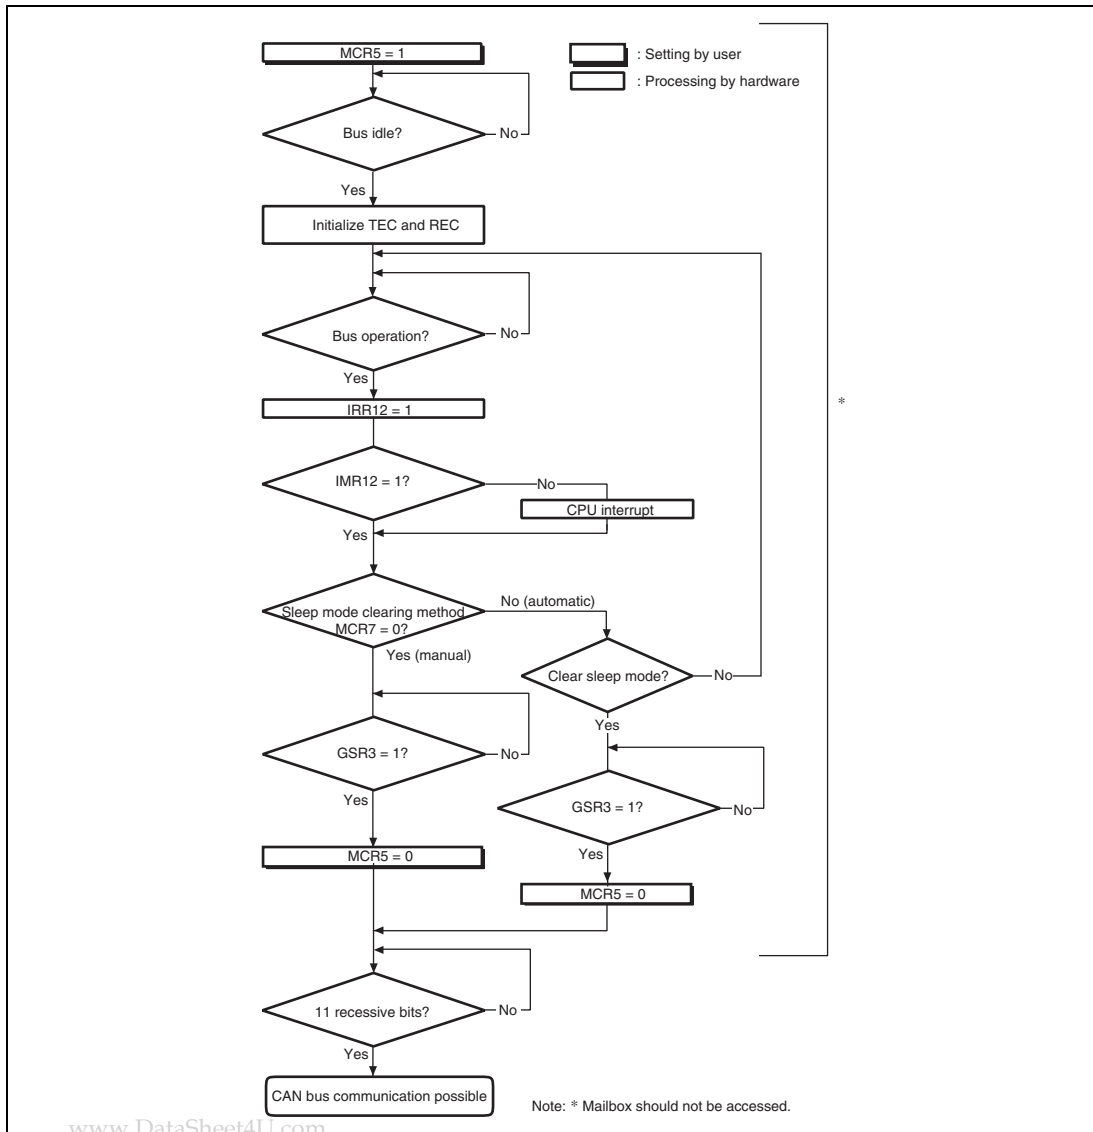 MCR5 = 1
: Setting by user
: Processing by hardware
Bus idle?
No
Yes
Initialize TEC and REC
Bus operation?
No
Yes
IRR12 = 1
*
IMR12 = 1?
No
CPU interrupt
Yes
Sleep mode clearing method
MCR7 = 0?
No (automatic)
Yes (manual)
Clear sleep mode?
No
Yes
GSR3 = 1?
No
Yes
GSR3 = 1?
No
Yes
MCR5 = 0
MCR5 = 0
11 recessive bits?
No
Yes
CAN bus communication possible
Note: * Mailbox should not be accessed.
www.DataSheet4U.com